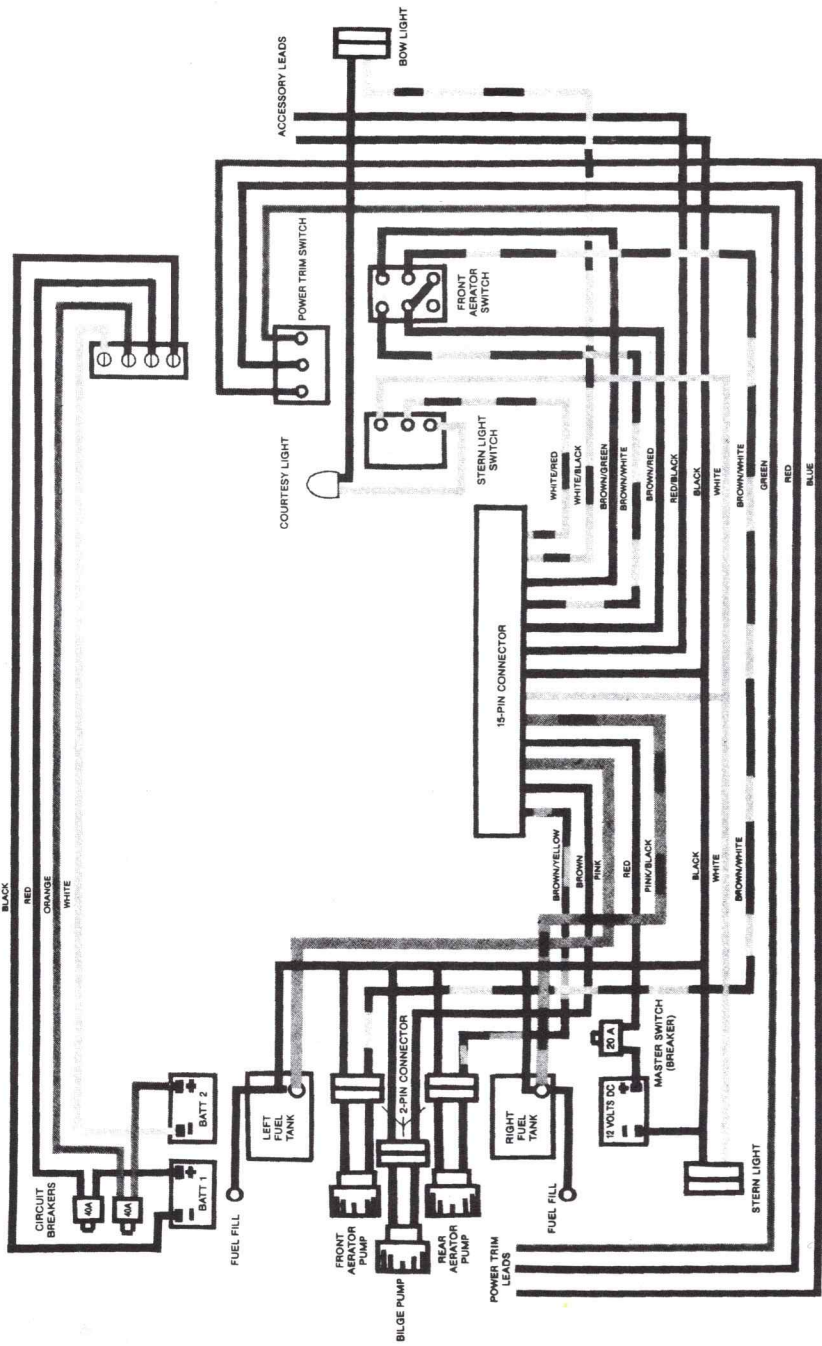 BLACK
RED
ORANGE
WHITE
CIRCUIT
BREAKERS
40A
40A
+
BATT 1
−
+
BATT 2
−
FUEL FILL
LEFT
FUEL
TANK
FRONT
AERATOR
PUMP
BILGE PUMP
REAR
AERATOR
PUMP
2-PIN CONNECTOR
RIGHT
FUEL
TANK
FUEL FILL
POWER TRIM
LEADS
12 VOLTS DC
+
−
20 A
MASTER SWITCH
(BREAKER)
STERN LIGHT
BROWN/YELLOW
BROWN
PINK
RED
PINK/BLACK
BLACK
WHITE
BROWN/WHITE
15-PIN CONNECTOR
COURTESY LIGHT
POWER TRIM SWITCH
STERN LIGHT
SWITCH
FRONT
AERATOR
SWITCH
ACCESSORY LEADS
BOW LIGHT
WHITE/RED
WHITE/BLACK
BROWN/GREEN
BROWN/WHITE
BROWN/RED
RED/BLACK
BLACK
WHITE
BROWN/WHITE
GREEN
RED
BLUE